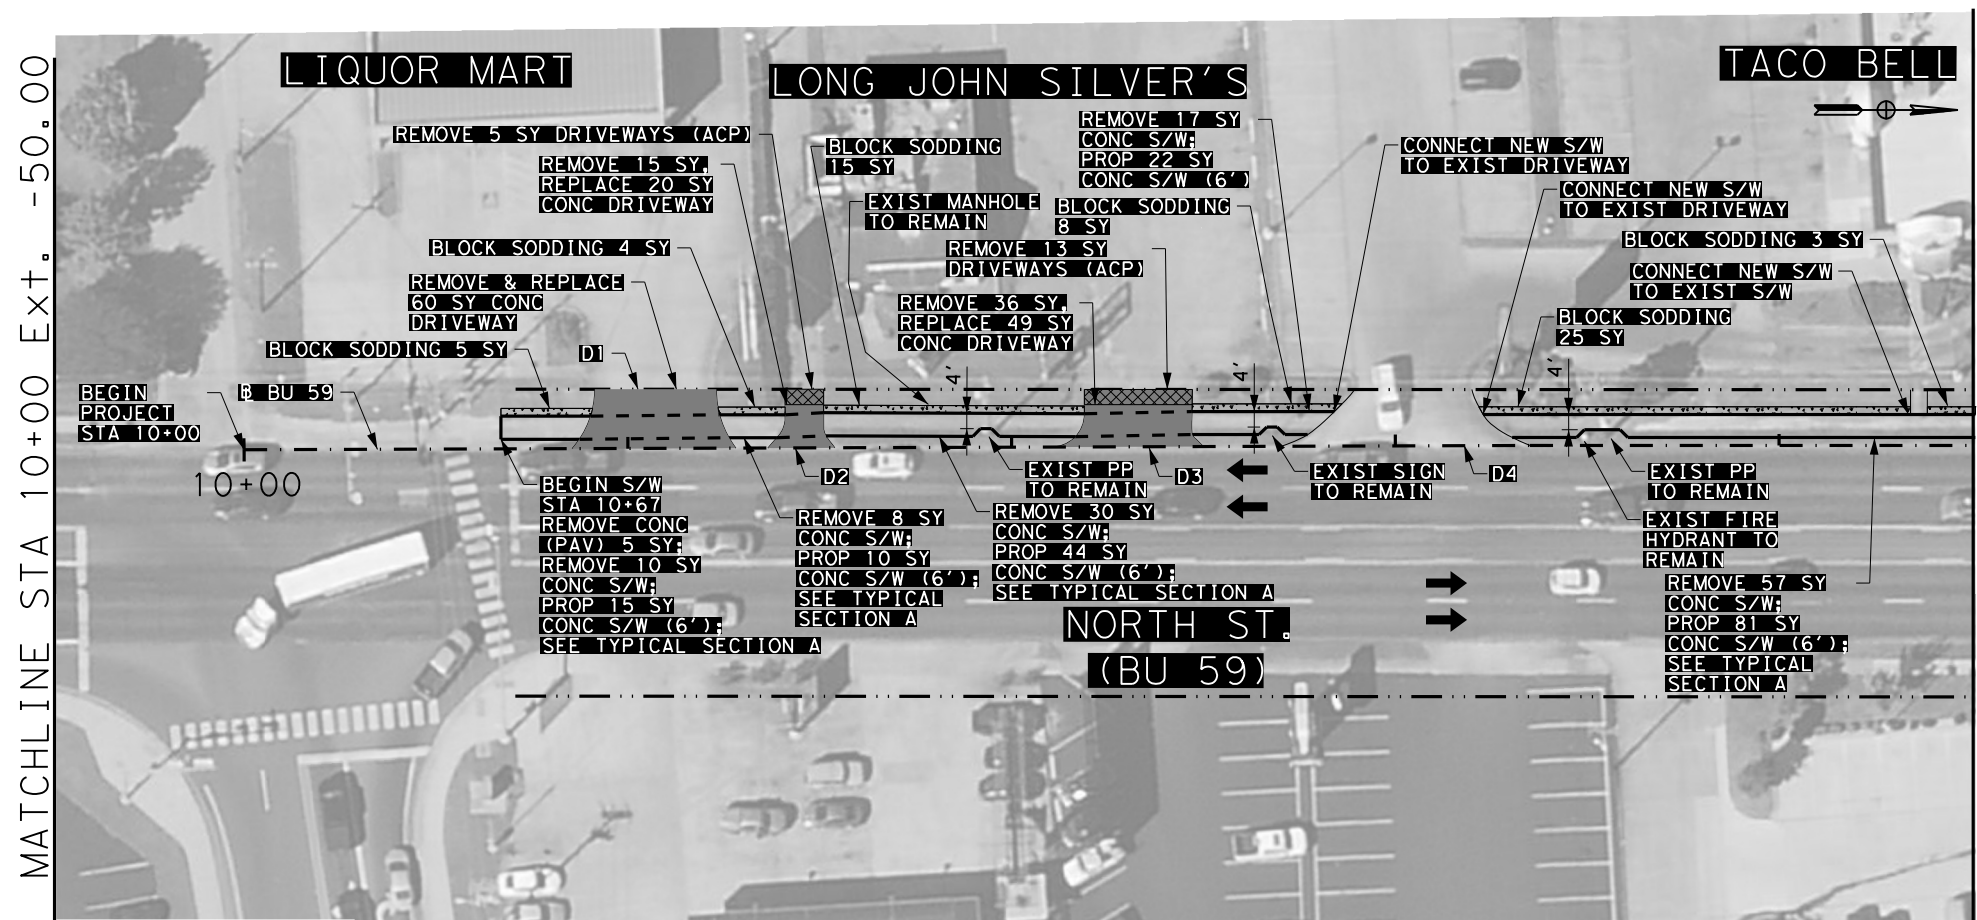 MATCHLINE STA 10+00 Ext. -50.00
LIQUOR MART
LONG JOHN SILVER'S
TACO BELL
REMOVE 5 SY DRIVEWAYS (ACP)
REMOVE 15 SY,
REPLACE 20 SY
CONC DRIVEWAY
BLOCK SODDING 4 SY
REMOVE & REPLACE
60 SY CONC
DRIVEWAY
BLOCK SODDING 5 SY
D1
BEGIN
PROJECT
STA 10+00
B BU 59
10+00
BLOCK SODDING
15 SY
EXIST MANHOLE
TO REMAIN
REMOVE 17 SY
CONC S/W;
PROP 22 SY
CONC S/W (6')
BLOCK SODDING
8 SY
REMOVE 13 SY
DRIVEWAYS (ACP)
REMOVE 36 SY,
REPLACE 49 SY
CONC DRIVEWAY
CONNECT NEW S/W
TO EXIST DRIVEWAY
CONNECT NEW S/W
TO EXIST DRIVEWAY
BLOCK SODDING 3 SY
CONNECT NEW S/W
TO EXIST S/W
BLOCK SODDING
25 SY
4'
4'
4'
BEGIN S/W
STA 10+67
REMOVE CONC
(PAV) 5 SY;
REMOVE 10 SY
CONC S/W;
PROP 15 SY
CONC S/W (6');
SEE TYPICAL SECTION A
D2
REMOVE 8 SY
CONC S/W;
PROP 10 SY
CONC S/W (6');
SEE TYPICAL
SECTION A
EXIST PP
TO REMAIN
D3
REMOVE 30 SY
CONC S/W;
PROP 44 SY
CONC S/W (6');
SEE TYPICAL SECTION A
EXIST SIGN
TO REMAIN
D4
EXIST PP
TO REMAIN
EXIST FIRE
HYDRANT TO
REMAIN
REMOVE 57 SY
CONC S/W;
PROP 81 SY
CONC S/W (6');
SEE TYPICAL
SECTION A
NORTH ST.
(BU 59)